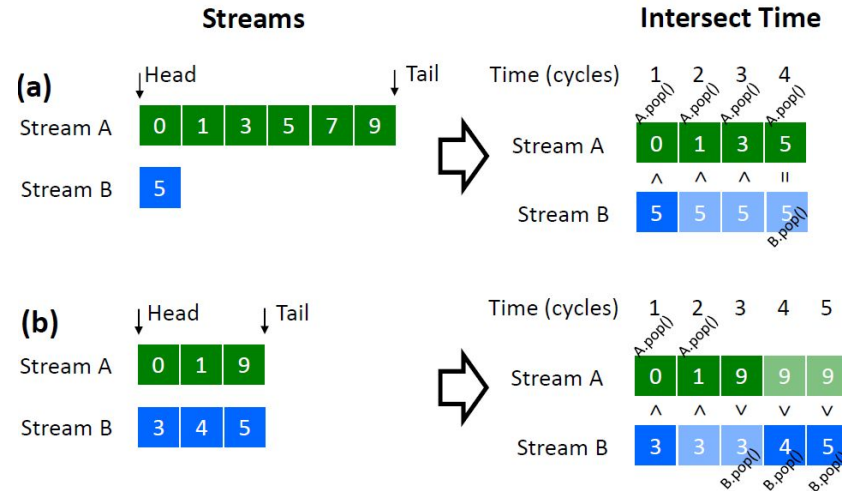 Streams
Intersect Time
(a)
Head
Tail
Stream A
0 1 3 5 7 9
Stream B
5
Time (cycles) 1 2 3 4
A.pop() A.pop() A.pop() A.pop()
Stream A
0 1 3 5
< < < =
Stream B
5 5 5 5
B.pop()
(b)
Head
Tail
Stream A
0 1 9
Stream B
3 4 5
Time (cycles) 1 2 3 4 5
A.pop() A.pop()
Stream A
0 1 9 9 9
< < > > >
Stream B
3 3 3 4 5
B.pop() B.pop() B.pop()